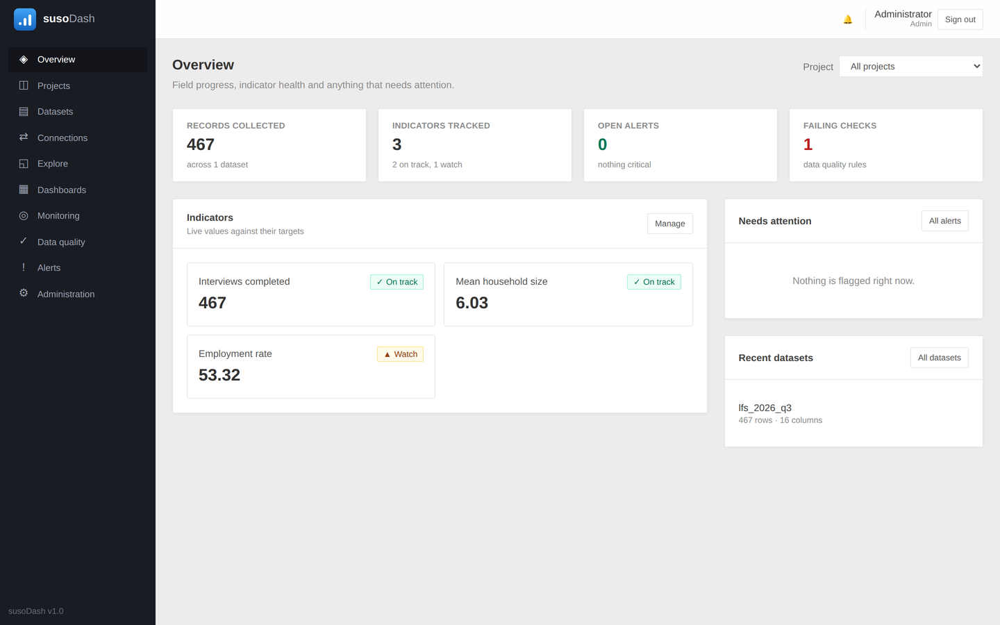 susoDash
Overview
Projects
Datasets
Connections
Explore
Dashboards
Monitoring
Data quality
Alerts
Administration
susoDash v1.0
Administrator
Admin
Sign out
Overview
Field progress, indicator health and anything that needs attention.
Project
All projects
RECORDS COLLECTED
467
across 1 dataset
INDICATORS TRACKED
3
2 on track, 1 watch
OPEN ALERTS
0
nothing critical
FAILING CHECKS
1
data quality rules
Indicators
Live values against their targets
Manage
Interviews completed
✓ On track
467
Mean household size
✓ On track
6.03
Employment rate
▲ Watch
53.32
Needs attention
All alerts
Nothing is flagged right now.
Recent datasets
All datasets
lfs_2026_q3
467 rows · 16 columns